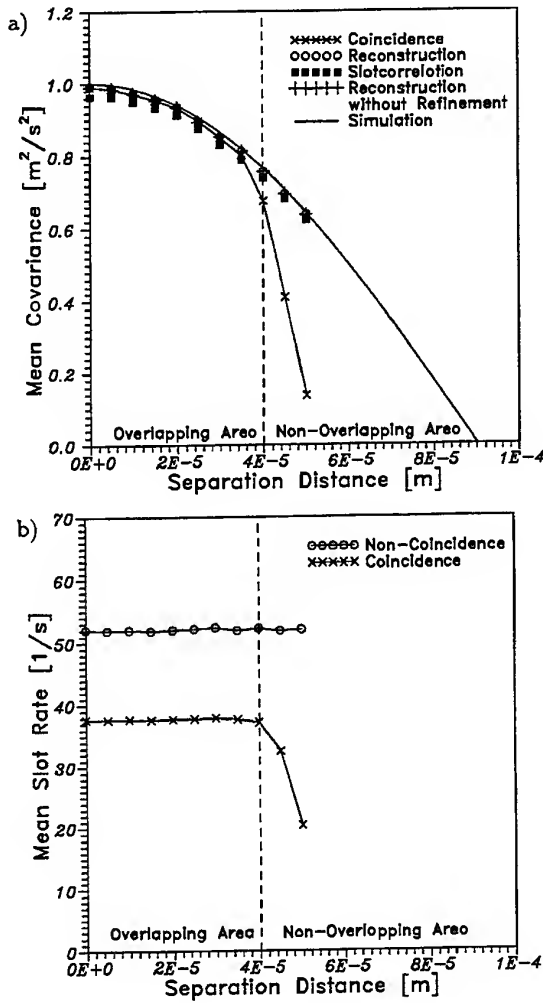 a)
1.2
1.0
0.8
0.6
0.4
0.2
0.0
Mean Covariance [m²/s²]
××××× Coincidence
ooooo Reconstruction
■■■■■ Slotcorrelotion
+++++ Reconstruction
without Refinement
—— Simulation
Overlapping Area
Non-Overlapping Area
0E+0
2E-5
4E-5
6E-5
8E-5
1E-4
Separation Distance [m]
b)
70
60
50
40
30
20
10
0
Mean Slot Rate [1/s]
ooooo Non-Coincidence
××××× Coincidence
Overlapping Area
Non-Overlopping Area
0E+0
2E-5
4E-5
6E-5
8E-5
1E-4
Separation Distance [m]